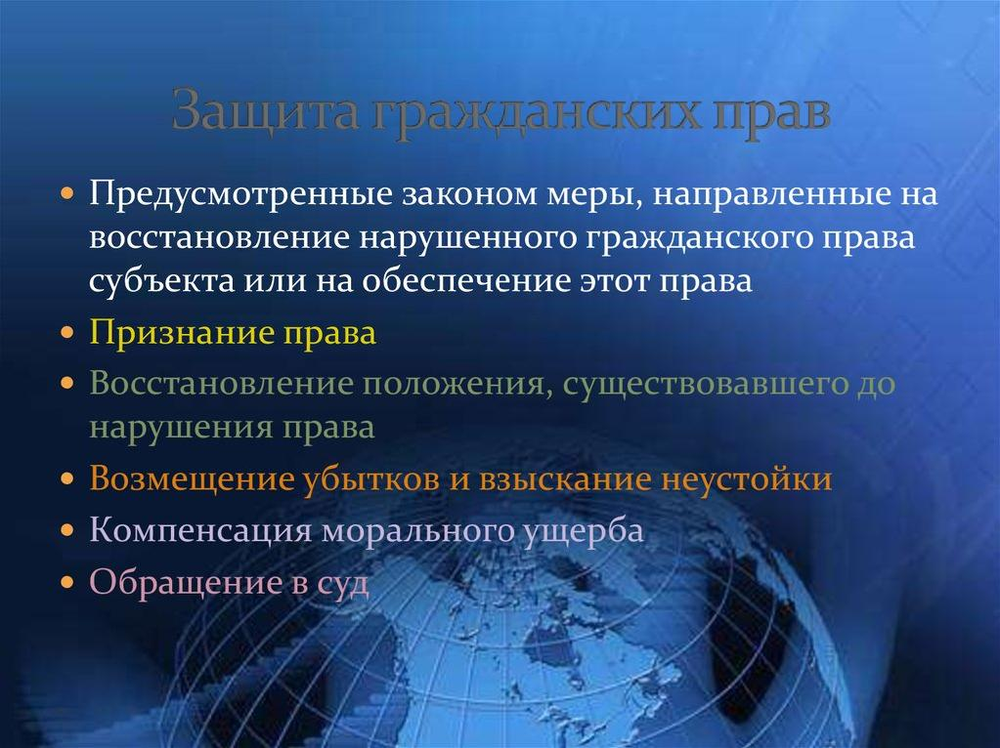 Защита гражданских прав
• Предусмотренные законом меры, направленные на
восстановление нарушенного гражданского права
субъекта или на обеспечение этот права
• Признание права
• Восстановление положения, существовавшего до
нарушения права
• Возмещение убытков и взыскание неустойки
• Компенсация морального ущерба
• Обращение в суд